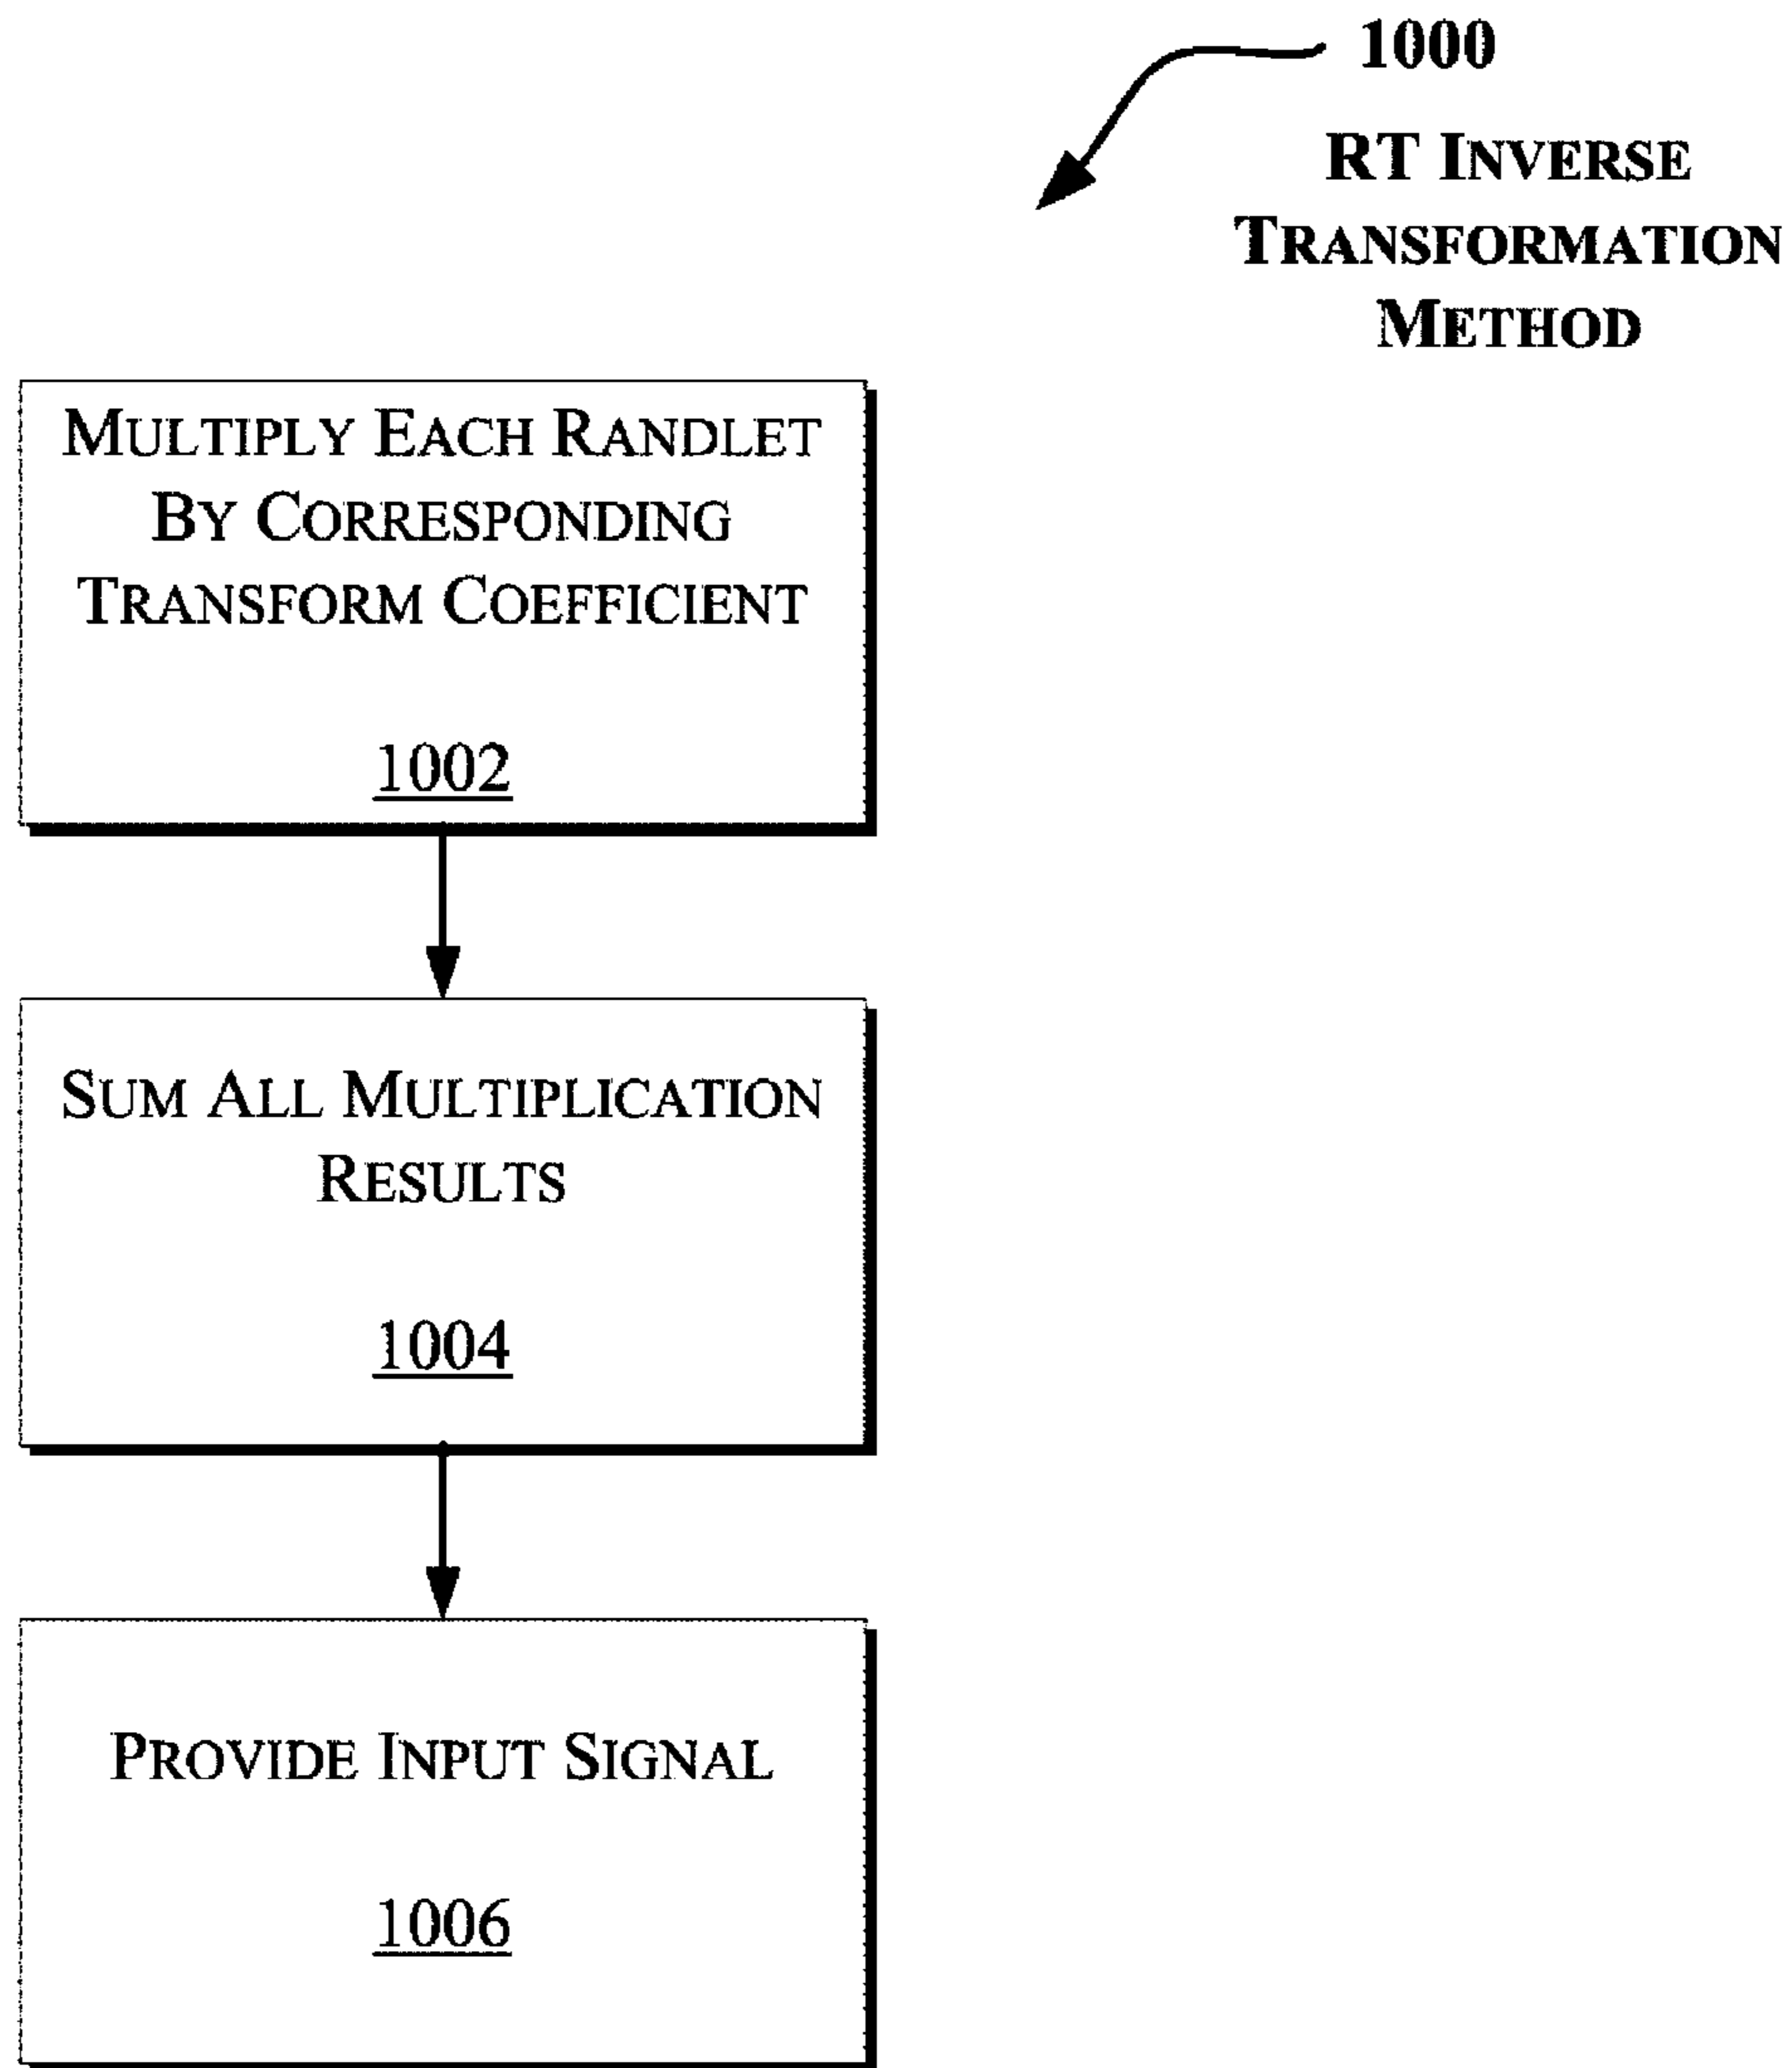 1000
RT INVERSE
TRANSFORMATION
METHOD
MULTIPLY EACH RANDLET
BY CORRESPONDING
TRANSFORM COEFFICIENT
1002
SUM ALL MULTIPLICATION
RESULTS
1004
PROVIDE INPUT SIGNAL
1006